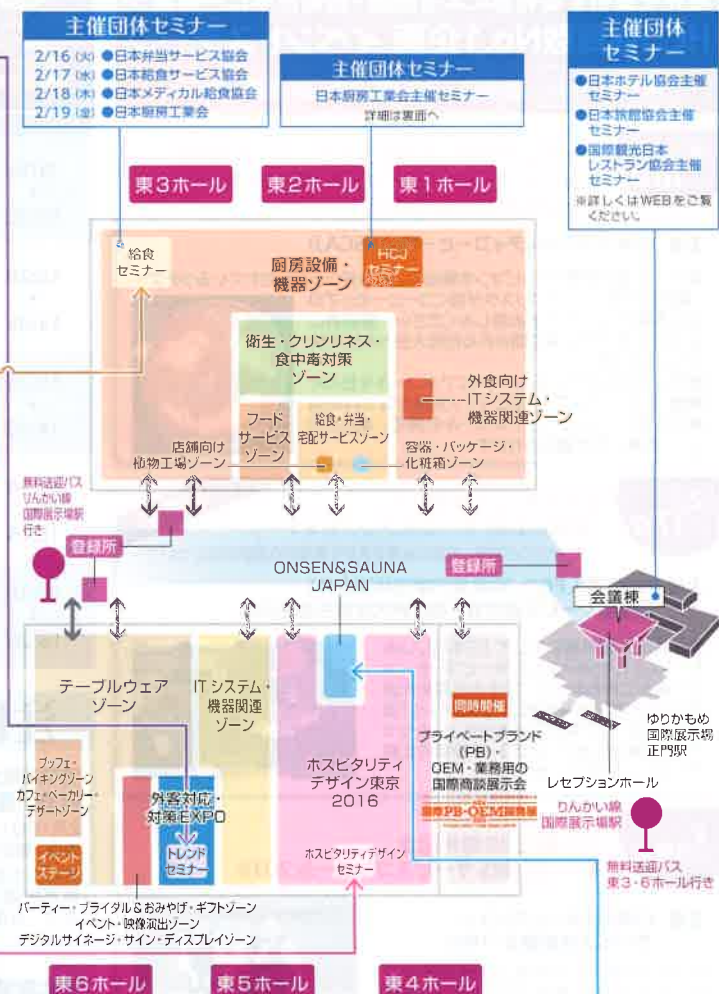 主催団体セミナー
2/16(火) ●日本弁当サービス協会
2/17(水) ●日本給食サービス協会
2/18(木) ●日本メディカル給食協会
2/19(金) ●日本厨房工業会
主催団体セミナー
日本厨房工業会主催セミナー
詳細は裏面へ
主催団体
セミナー
●日本ホテル協会主催
セミナー
●日本旅館協会主催
セミナー
●国際観光日本
レストラン協会主催
セミナー
※詳しくはWEBをご覧
ください。
東3ホール
東2ホール
東1ホール
給食
セミナー
厨房設備・
機器ゾーン
HCJ
セミナー
衛生・クリンリネス・
食中毒対策
ゾーン
外食向け
ITシステム・
機器関連ゾーン
フード
サービス
ゾーン
給食・弁当・
宅配サービスゾーン
店舗向け
植物工場ゾーン
容器・パッケージ・
化粧箱ゾーン
無料送迎バス
りんかい線
国際展示場駅
行き
登録所
ONSEN&SAUNA
JAPAN
登録所
会議棟
テーブルウェア
ゾーン
ITシステム・
機器関連
ゾーン
同時開催
プライベートブランド
(PB)・
OEM・業務用の
国際商談展示会
国際PB・OEM開発展
ゆりかもめ
国際展示場
正門駅
レセプションホール
りんかい線
国際展示場駅
無料送迎バス
東3・6ホール行き
ブッフェ・
バイキングゾーン
カフェ・ベーカリー・
デザートゾーン
外客対応・
対策EXPO
ホスピタリティ
デザイン東京
2016
イベント
ステージ
トレンド
セミナー
ホスピタリティデザイン
セミナー
パーティー・ブライダル&おみやげ・ギフトゾーン
イベント・映像演出ゾーン
デジタルサイネージ・サイン・ディスプレイゾーン
東6ホール
東5ホール
東4ホール